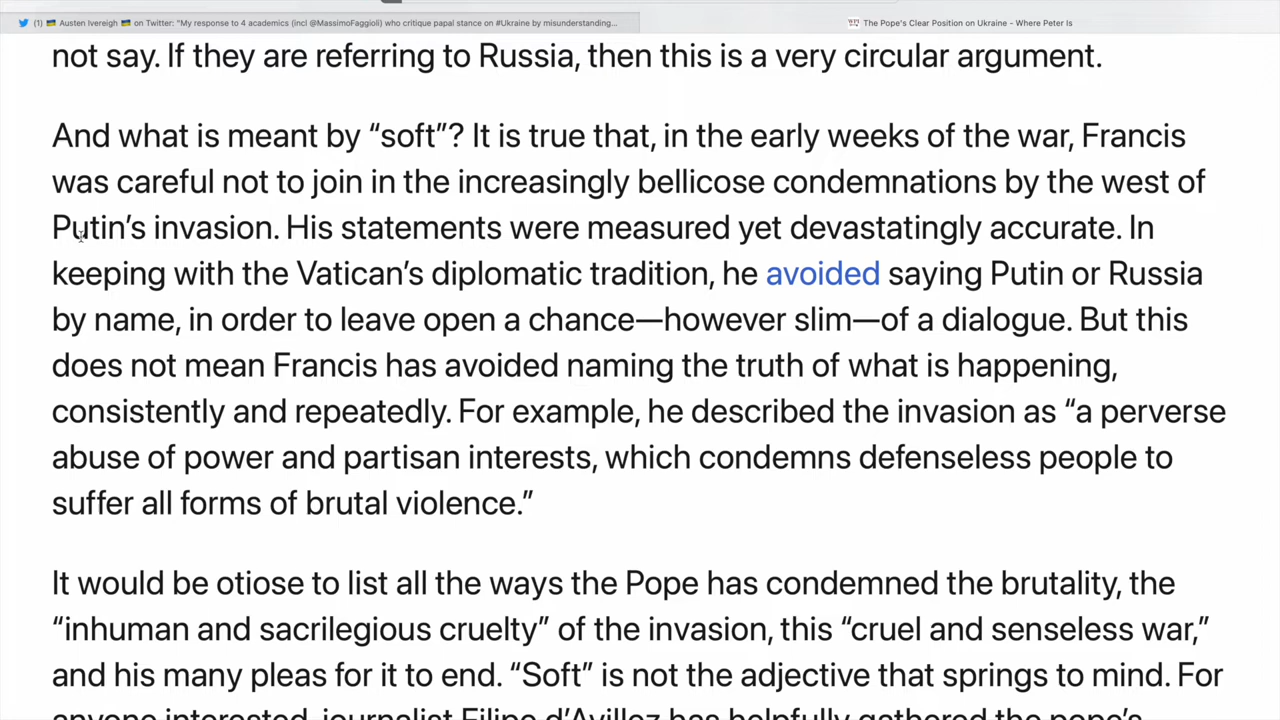 (1) 🇺🇦 Austen Ivereigh 🇺🇦 on Twitter: "My response to 4 academics (incl @MassimoFaggioli) who critique papal stance on #Ukraine by misunderstanding...
The Pope's Clear Position on Ukraine - Where Peter Is
not say. If they are referring to Russia, then this is a very circular argument.
And what is meant by “soft”? It is true that, in the early weeks of the war, Francis
was careful not to join in the increasingly bellicose condemnations by the west of
Putin’s invasion. His statements were measured yet devastatingly accurate. In
keeping with the Vatican’s diplomatic tradition, he avoided saying Putin or Russia
by name, in order to leave open a chance—however slim—of a dialogue. But this
does not mean Francis has avoided naming the truth of what is happening,
consistently and repeatedly. For example, he described the invasion as “a perverse
abuse of power and partisan interests, which condemns defenseless people to
suffer all forms of brutal violence.”
It would be otiose to list all the ways the Pope has condemned the brutality, the
“inhuman and sacrilegious cruelty” of the invasion, this “cruel and senseless war,”
and his many pleas for it to end. “Soft” is not the adjective that springs to mind. For
anyone interested, journalist Filipe d’Avillez has helpfully gathered the pope’s